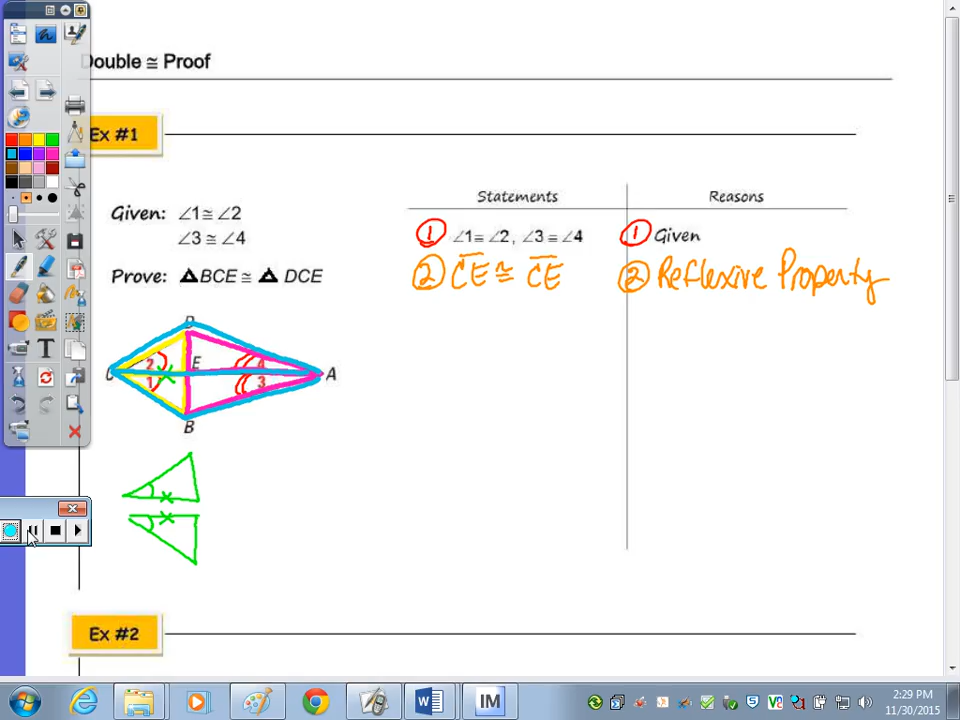 Double ≅ Proof
Ex #1
Statements
Reasons
Given: ∠1 ≅ ∠2
∠3 ≅ ∠4
Prove: △BCE ≅ △ DCE
① ∠1 ≅ ∠2, ∠3 ≅ ∠4
① Given
② CE ≅ CE
② Reflexive Property
D
2
E
4
C
1
3
A
B
Ex #2
T
W
IM
2:29 PM
11/30/2015